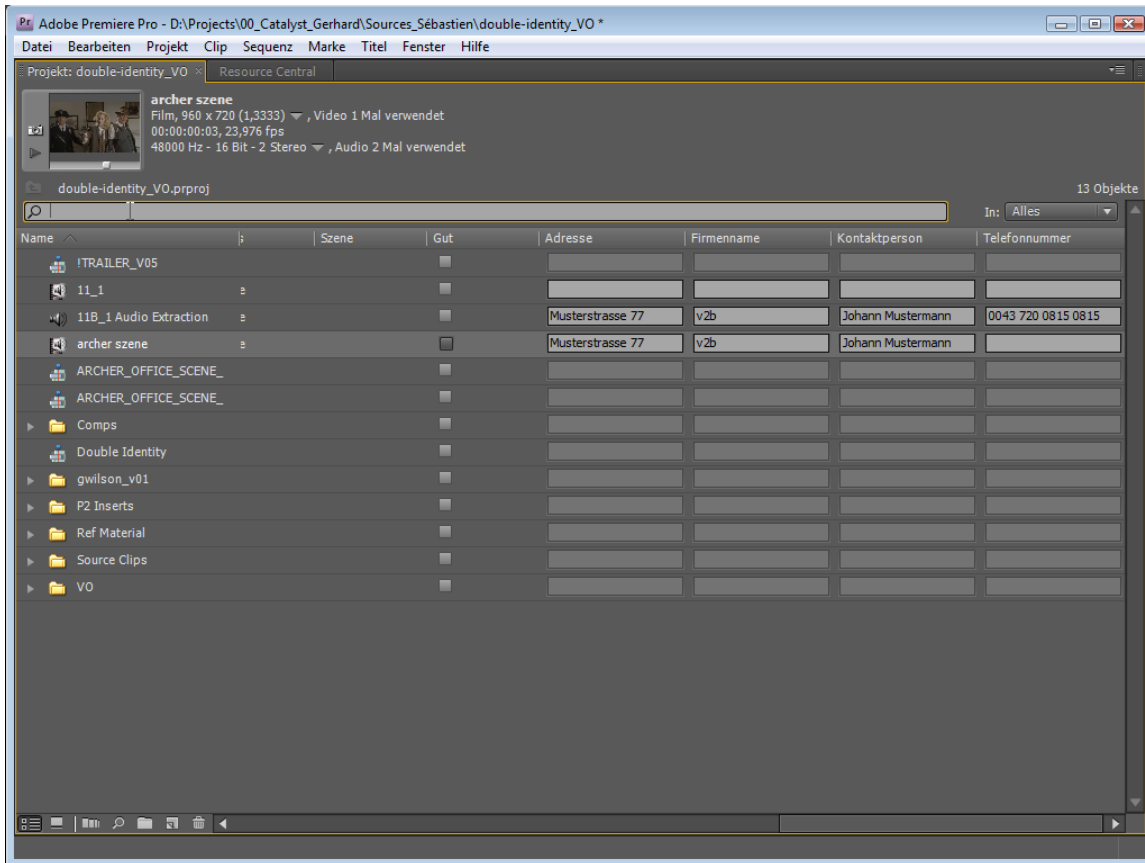 Pr Adobe Premiere Pro - D:\Projects\00_Catalyst_Gerhard\Sources_Sébastien\double-identity_VO *
Datei Bearbeiten Projekt Clip Sequenz Marke Titel Fenster Hilfe
Projekt: double-identity_VO × Resource Central
archer szene
Film, 960 x 720 (1,3333) , Video 1 Mal verwendet
00:00:00:03, 23,976 fps
48000 Hz - 16 Bit - 2 Stereo , Audio 2 Mal verwendet
double-identity_VO.prproj 13 Objekte
In: Alles
Name Szene Gut Adresse Firmenname Kontaktperson Telefonnummer
!TRAILER_V05
11_1 e
11B_1 Audio Extraction e Musterstrasse 77 v2b Johann Mustermann 0043 720 0815 0815
archer szene e Musterstrasse 77 v2b Johann Mustermann
ARCHER_OFFICE_SCENE_
ARCHER_OFFICE_SCENE_
Comps
Double Identity
gwilson_v01
P2 Inserts
Ref Material
Source Clips
VO